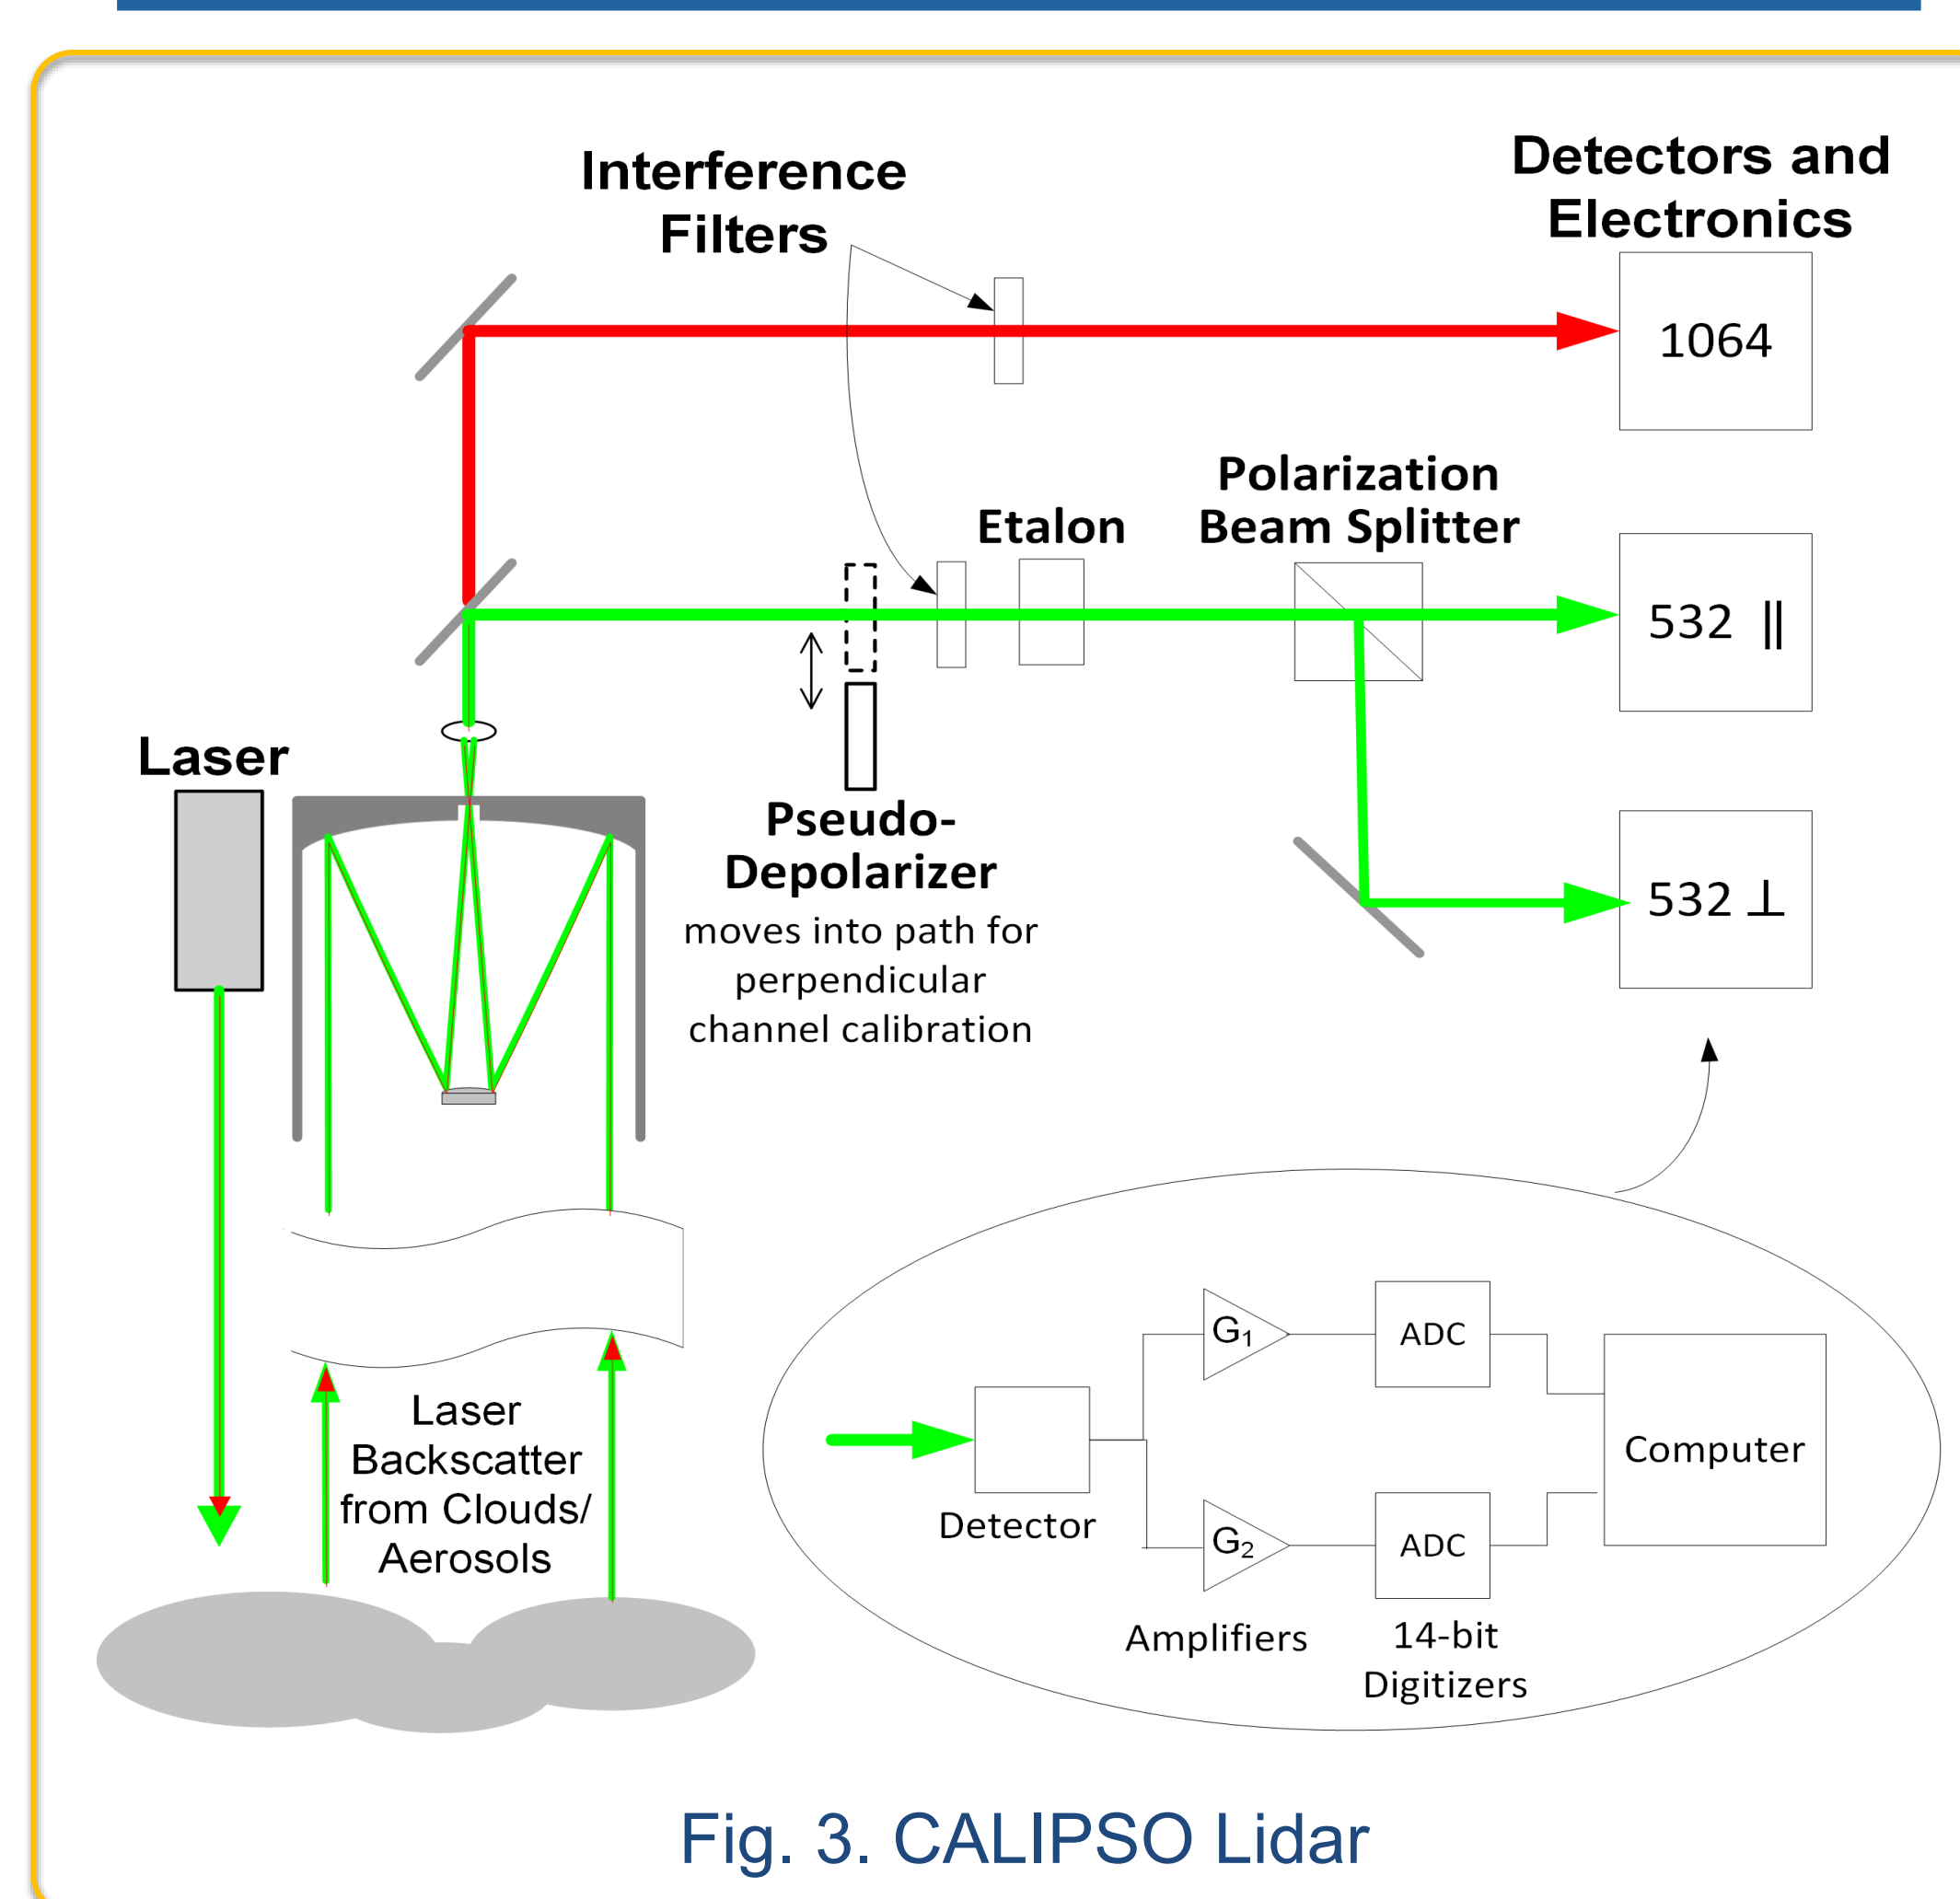 Interference
Filters
Detectors and
Electronics
1064
Polarization
Beam Splitter
Etalon
532 ||
Laser
Pseudo-
Depolarizer
moves into path for
perpendicular
channel calibration
532 ⊥
G₁
ADC
Laser
Backscatter
from Clouds/
Aerosols
Computer
Detector
G₂
ADC
Amplifiers
14-bit
Digitizers
Fig. 3. CALIPSO Lidar